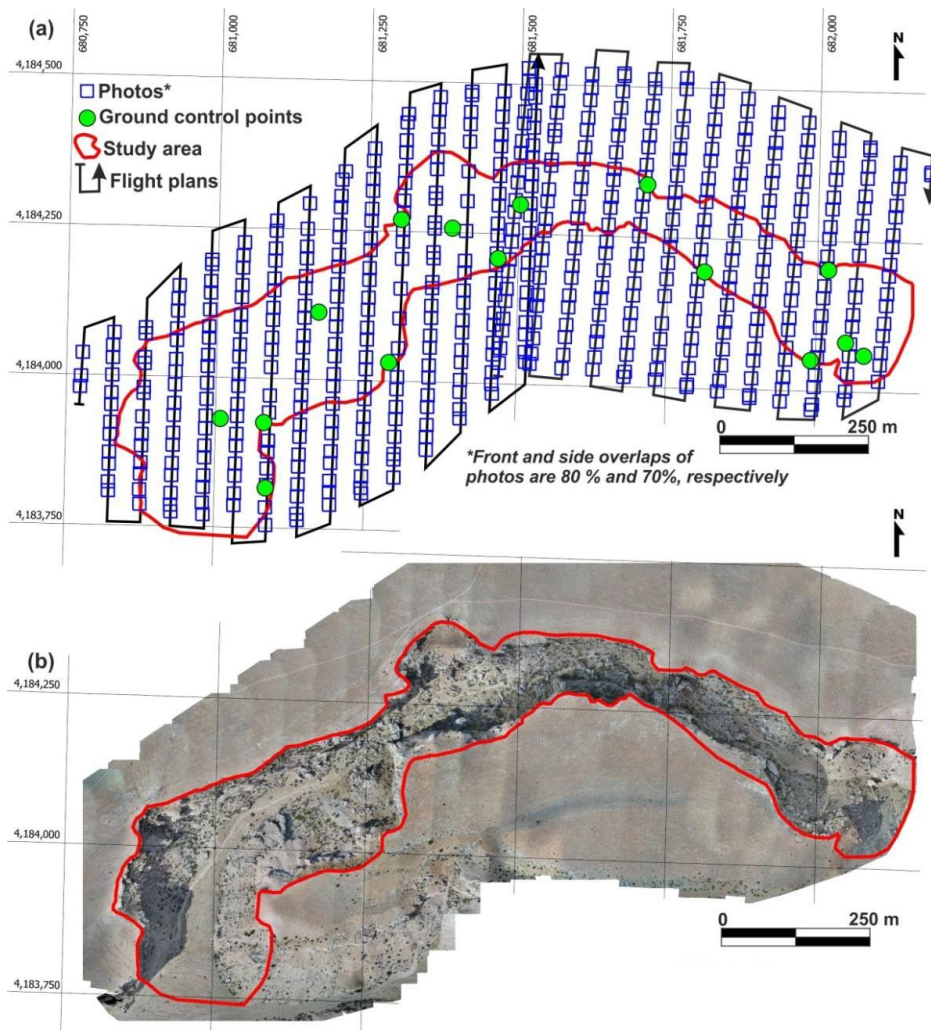 (a)
680,750
681,000
681,250
681,500
681,750
682,000
N
4,184,500
Photos*
Ground control points
Study area
Flight plans
4,184,250
4,184,000
0 250 m
*Front and side overlaps of
photos are 80 % and 70%, respectively
4,183,750
N
(b)
4,184,250
4,184,000
0 250 m
4,183,750